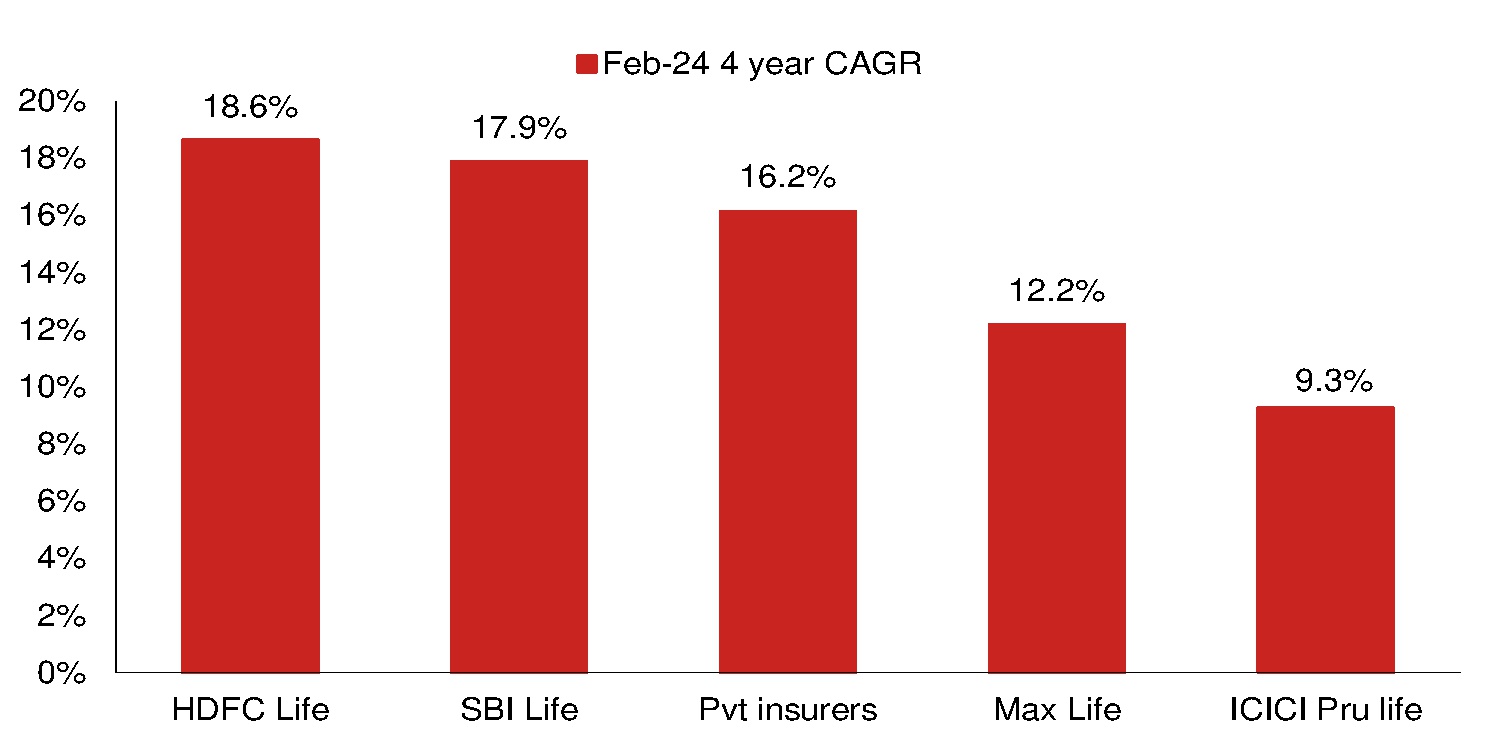 Feb-24 4 year CAGR
20%
18%
16%
14%
12%
10%
8%
6%
4%
2%
0%
18.6%
17.9%
16.2%
12.2%
9.3%
HDFC Life
SBI Life
Pvt insurers
Max Life
ICICI Pru life